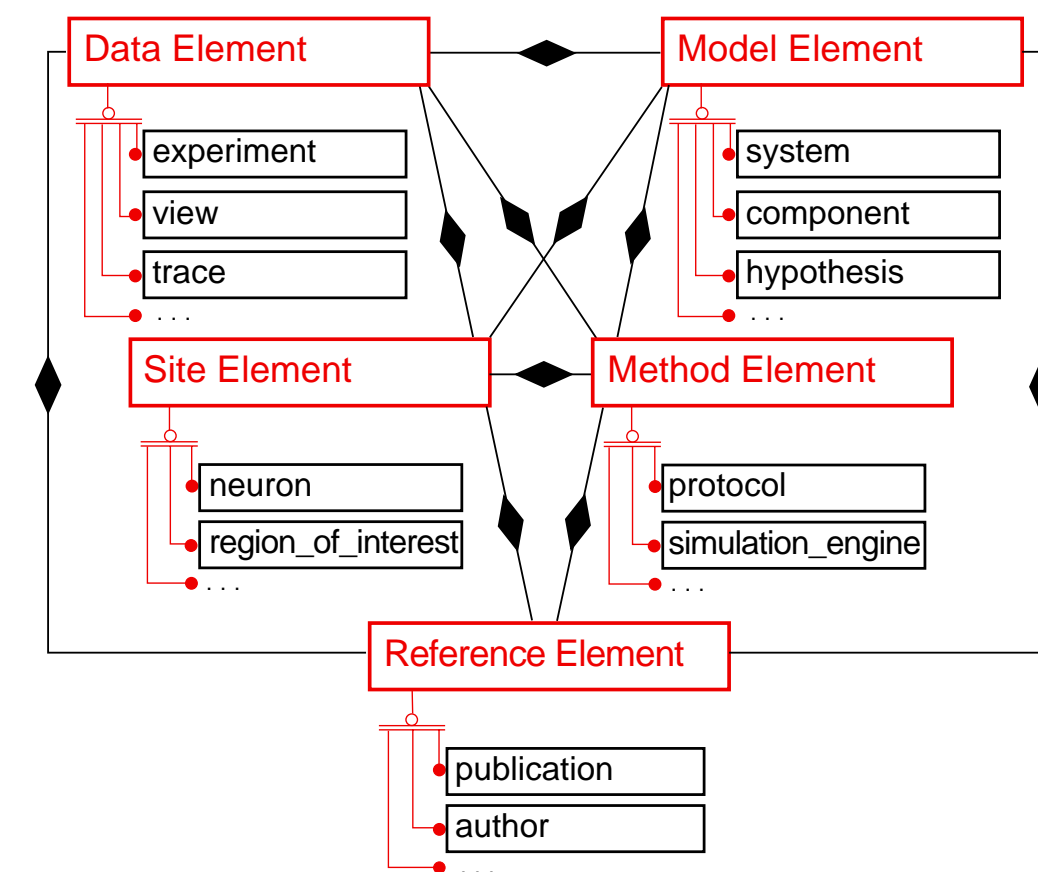 Data Element
experiment
view
trace
. . .
Model Element
system
component
hypothesis
. . .
Site Element
neuron
region_of_interest
. . .
Method Element
protocol
simulation_engine
. . .
Reference Element
publication
author
. . .